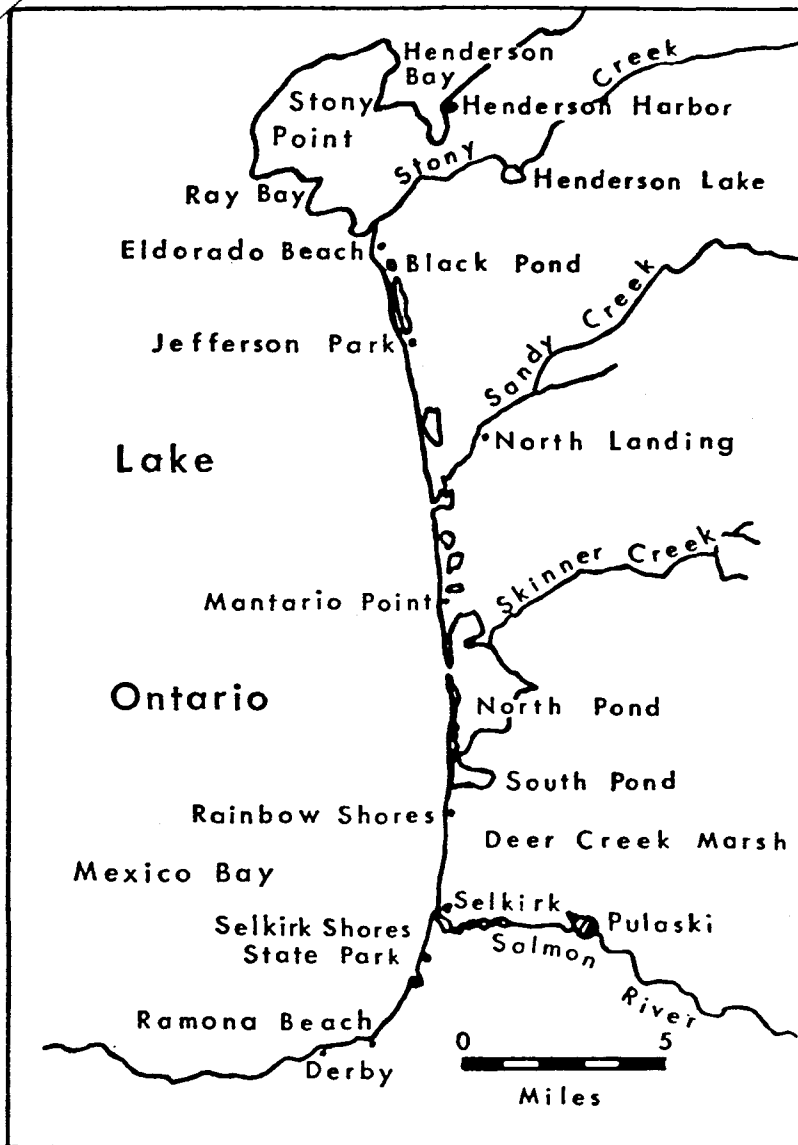 Henderson
Bay
Creek
Stony
Point
Henderson Harbor
Stony
Henderson Lake
Ray Bay
Eldorado Beach
Black Pond
Sandy Creek
Jefferson Park
North Landing
Lake
Skinner Creek
Mantario Point
Ontario
North Pond
South Pond
Rainbow Shores
Deer Creek Marsh
Mexico Bay
Selkirk
Selkirk Shores
State Park
Pulaski
Salmon
River
Ramona Beach
Derby
0 5
Miles